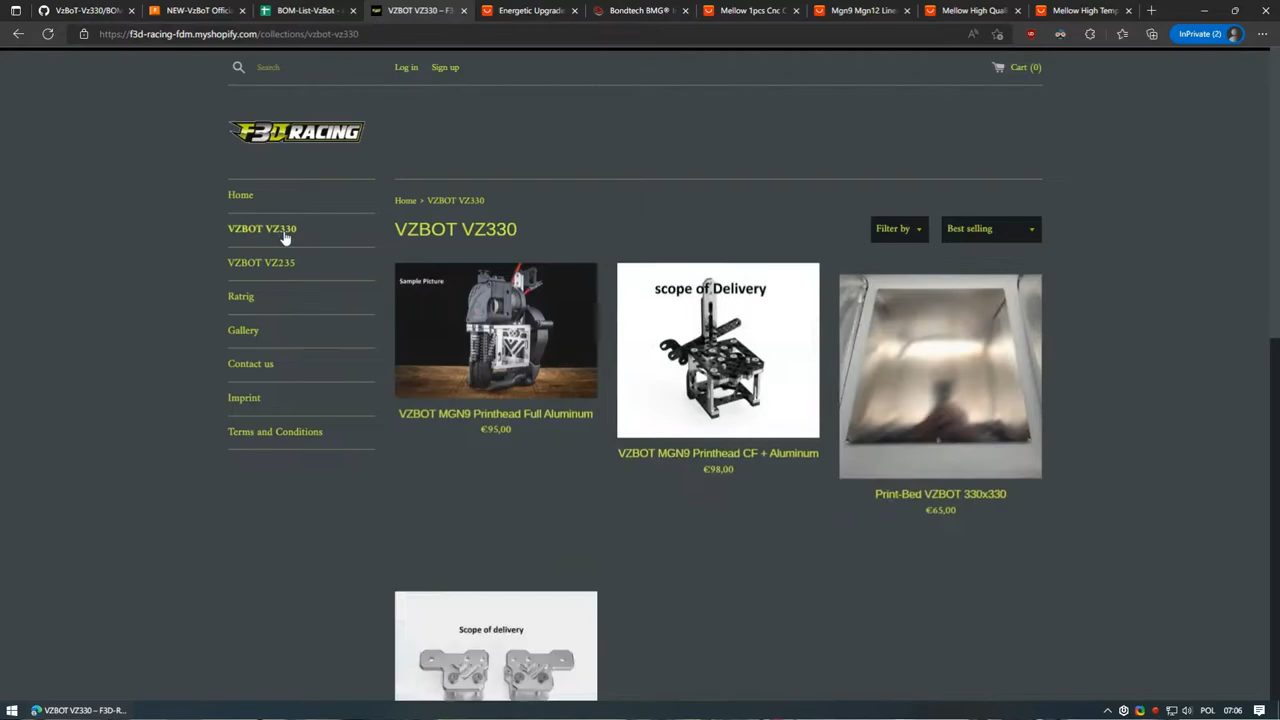 VzBoT-Vz330/BOM
NEW-VzBoT Offici
BOM-List-VzBot -
VZBOT VZ330 – F3
Energetic Upgrade
Bondtech BMG®
Mellow 1pcs Cnc C
Mgn9 Mgn12 Line
Mellow High Qual
Mellow High Temp
https://f3d-racing-fdm.myshopify.com/collections/vzbot-vz330
InPrivate (2)
Search
Log in
Sign up
Cart (0)
F3D RACING
Home
VZBOT VZ330
VZBOT VZ235
Ratrig
Gallery
Contact us
Imprint
Terms and Conditions
Home › VZBOT VZ330
VZBOT VZ330
Filter by
Best selling
Sample Picture
VZBOT MGN9 Printhead Full Aluminum
€95,00
scope of Delivery
VZBOT MGN9 Printhead CF + Aluminum
€98,00
Print-Bed VZBOT 330x330
€65,00
Scope of delivery
VZBOT VZ330 – F3D-R...
POL
07:06